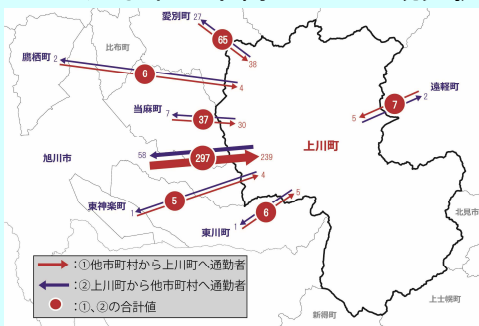 愛別町
27
65
38
鷹栖町
2
比布町
6
4
遠軽町
7
2
5
当麻町
7
37
30
上川町
旭川市
58
297
239
東神楽町
5
4
1
東川町
6
5
1
北見市
上士幌町
新得町
:①他市町村から上川町へ通勤者
:②上川町から他市町村へ通勤者
:①、②の合計値